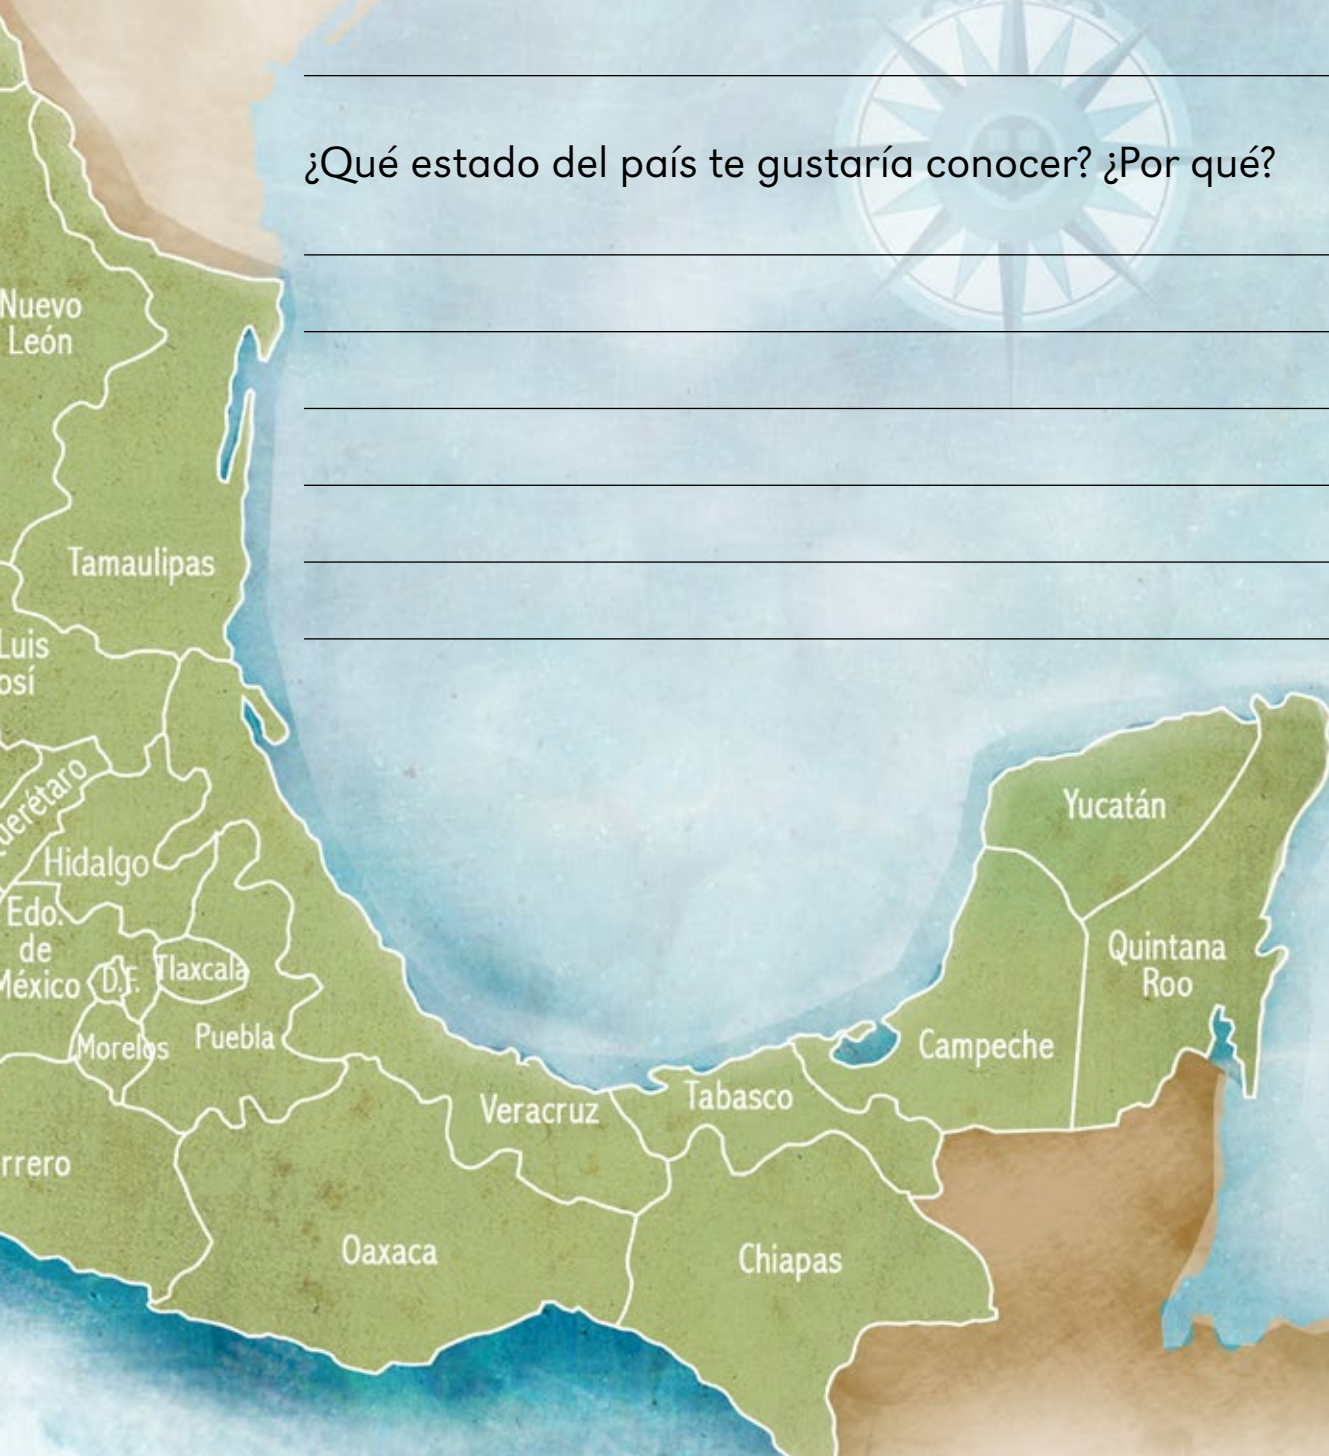 ¿Qué estado del país te gustaría conocer? ¿Por qué?
Nuevo
León
Tamaulipas
Luis
osí
uerétaro
Hidalgo
Edo.
de
México
D.F.
Tlaxcala
Morelos
Puebla
Veracruz
Tabasco
Campeche
Yucatán
Quintana
Roo
rrero
Oaxaca
Chiapas